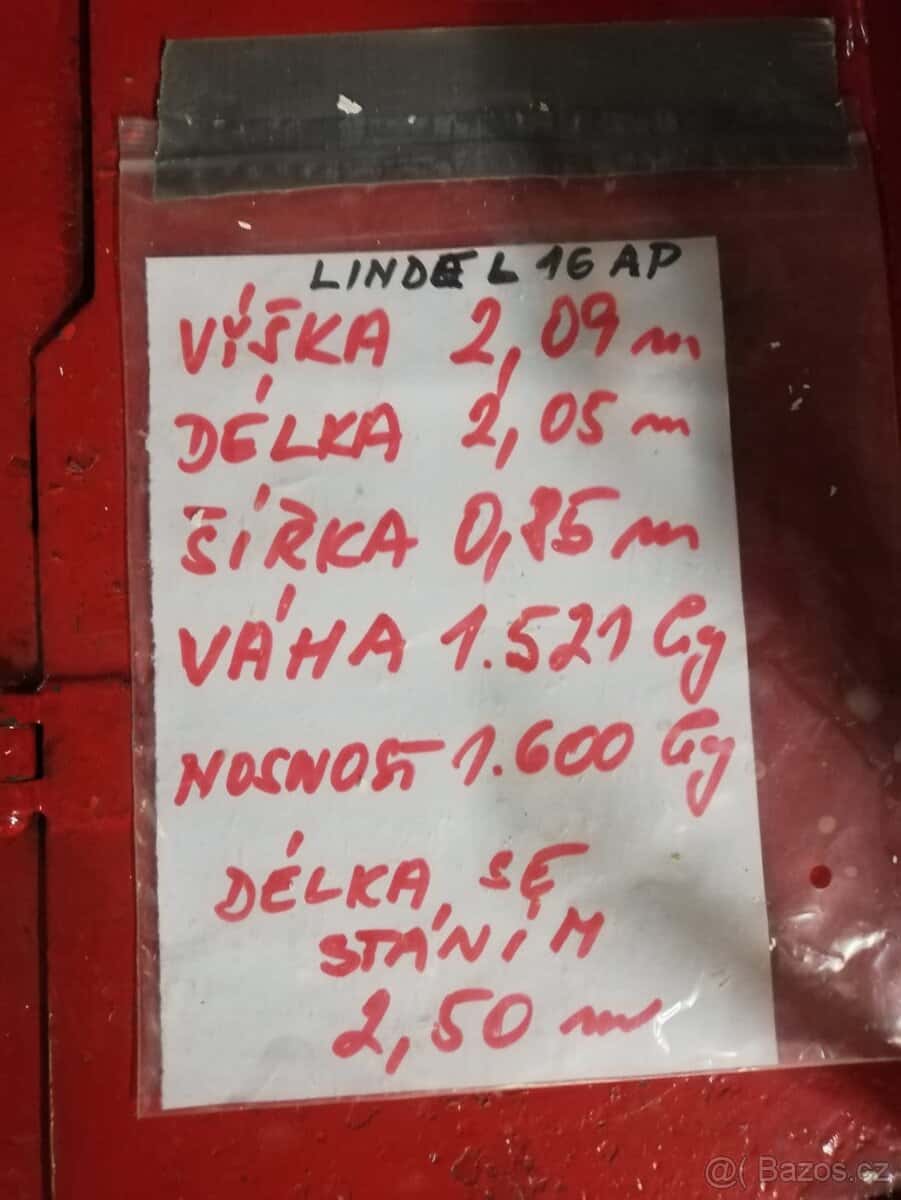 LINDE L 16 AP
VÝŠKA 2,09 m
DÉLKA 2,05 m
ŠÍŘKA 0,85 m
VÁHA 1.521 kg
NOSNOST 1.600 kg
DÉLKA SE
STÁNÍM
2,50 m
@( Bazos.cz